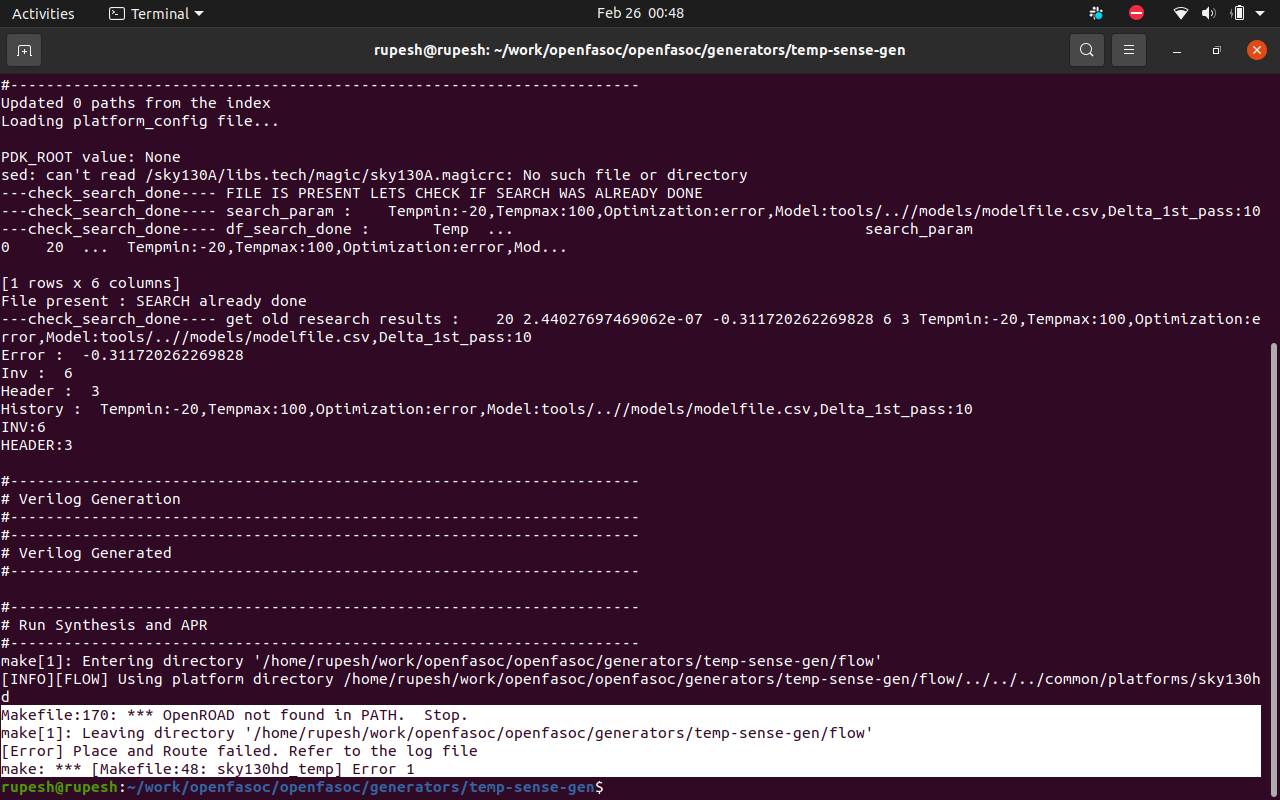 Activities Terminal Feb 26 00:48
rupesh@rupesh: ~/work/openfasoc/openfasoc/generators/temp-sense-gen
#----------------------------------------------------------------------
Updated 0 paths from the index
Loading platform_config file...
PDK_ROOT value: None
sed: can't read /sky130A/libs.tech/magic/sky130A.magicrc: No such file or directory
---check_search_done---- FILE IS PRESENT LETS CHECK IF SEARCH WAS ALREADY DONE
---check_search_done---- search_param :    Tempmin:-20,Tempmax:100,Optimization:error,Model:tools/..//models/modelfile.csv,Delta_1st_pass:10
---check_search_done---- df_search_done :       Temp  ...                                       search_param
0    20  ...  Tempmin:-20,Tempmax:100,Optimization:error,Mod...
[1 rows x 6 columns]
File present : SEARCH already done
---check_search_done---- get old research results :    20 2.44027697469062e-07 -0.311720262269828 6 3 Tempmin:-20,Tempmax:100,Optimization:e
rror,Model:tools/..//models/modelfile.csv,Delta_1st_pass:10
Error :  -0.311720262269828
Inv :  6
Header :  3
History :  Tempmin:-20,Tempmax:100,Optimization:error,Model:tools/..//models/modelfile.csv,Delta_1st_pass:10
INV:6
HEADER:3
#----------------------------------------------------------------------
# Verilog Generation
#----------------------------------------------------------------------
#----------------------------------------------------------------------
# Verilog Generated
#----------------------------------------------------------------------
#----------------------------------------------------------------------
# Run Synthesis and APR
#----------------------------------------------------------------------
make[1]: Entering directory '/home/rupesh/work/openfasoc/openfasoc/generators/temp-sense-gen/flow'
[INFO][FLOW] Using platform directory /home/rupesh/work/openfasoc/openfasoc/generators/temp-sense-gen/flow/../../../common/platforms/sky130h
d
Makefile:170: *** OpenROAD not found in PATH.  Stop.
make[1]: Leaving directory '/home/rupesh/work/openfasoc/openfasoc/generators/temp-sense-gen/flow'
[Error] Place and Route failed. Refer to the log file
make: *** [Makefile:48: sky130hd_temp] Error 1
rupesh@rupesh:~/work/openfasoc/openfasoc/generators/temp-sense-gen$